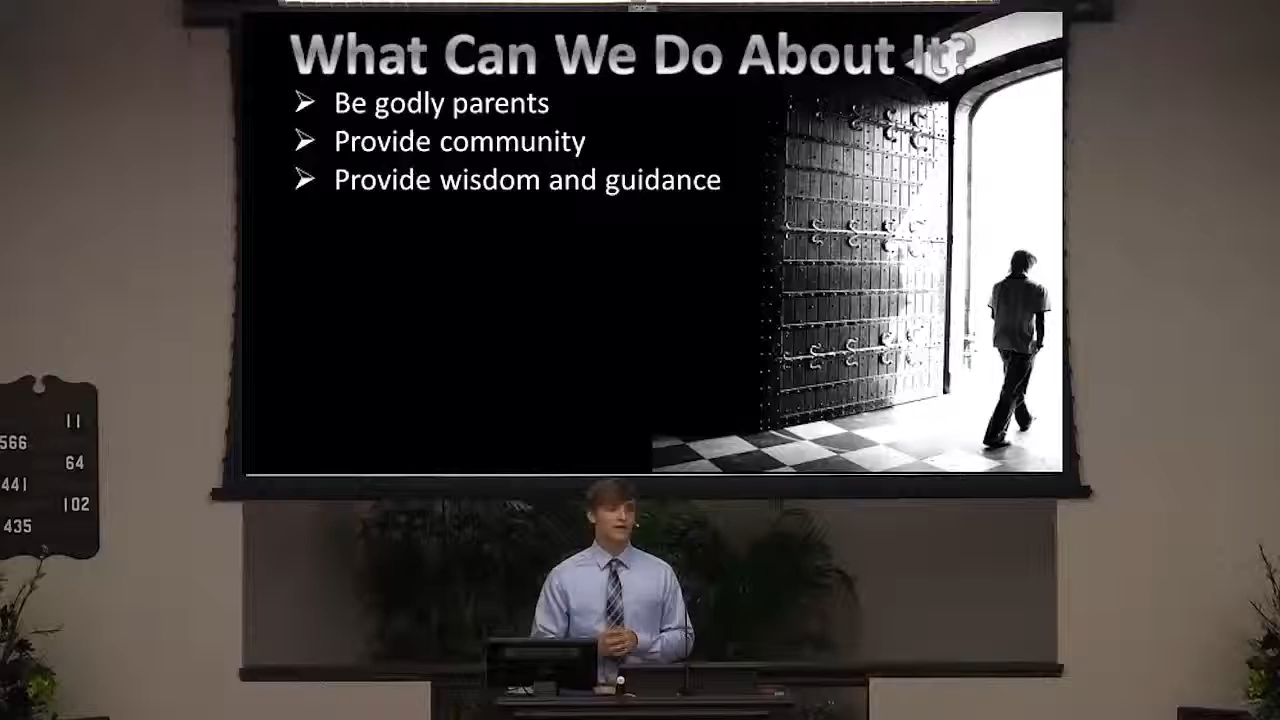 What Can We Do About It?
Be godly parents
Provide community
Provide wisdom and guidance
11
566
64
441
102
435